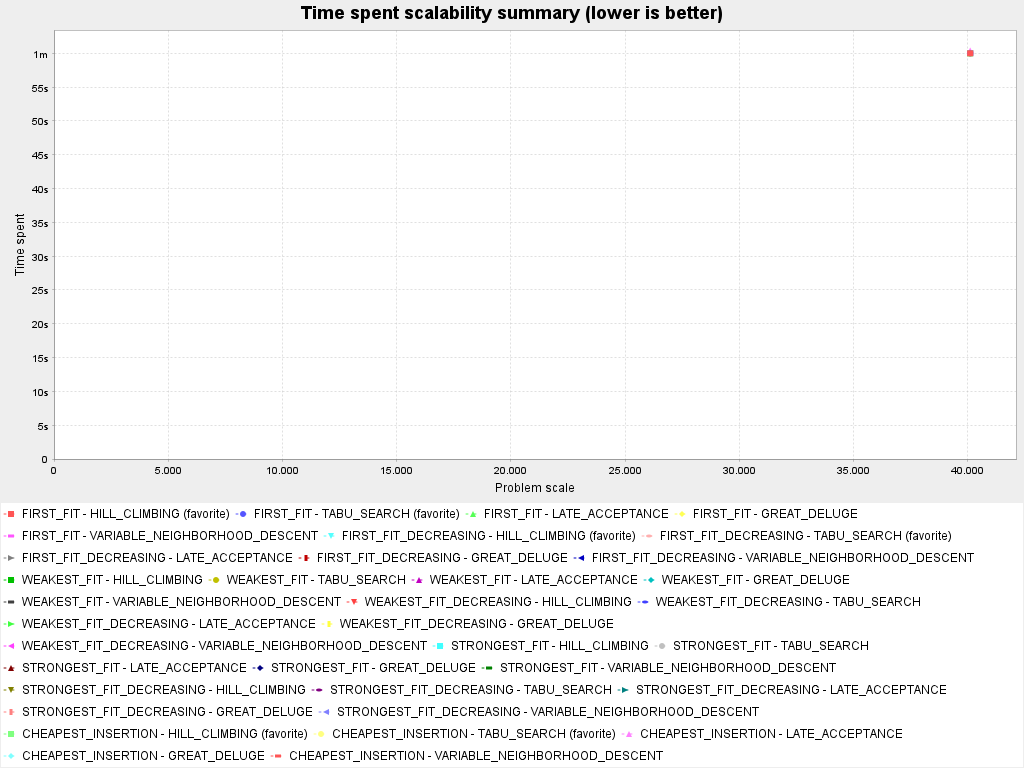 Time spent scalability summary (lower is better)
1m
55s
50s
45s
40s
35s
30s
25s
20s
15s
10s
5s
0
Time spent
0 5.000 10.000 15.000 20.000 25.000 30.000 35.000 40.000
Problem scale
FIRST_FIT - HILL_CLIMBING (favorite) FIRST_FIT - TABU_SEARCH (favorite) FIRST_FIT - LATE_ACCEPTANCE FIRST_FIT - GREAT_DELUGE
FIRST_FIT - VARIABLE_NEIGHBORHOOD_DESCENT FIRST_FIT_DECREASING - HILL_CLIMBING (favorite) FIRST_FIT_DECREASING - TABU_SEARCH (favorite)
FIRST_FIT_DECREASING - LATE_ACCEPTANCE FIRST_FIT_DECREASING - GREAT_DELUGE FIRST_FIT_DECREASING - VARIABLE_NEIGHBORHOOD_DESCENT
WEAKEST_FIT - HILL_CLIMBING WEAKEST_FIT - TABU_SEARCH WEAKEST_FIT - LATE_ACCEPTANCE WEAKEST_FIT - GREAT_DELUGE
WEAKEST_FIT - VARIABLE_NEIGHBORHOOD_DESCENT WEAKEST_FIT_DECREASING - HILL_CLIMBING WEAKEST_FIT_DECREASING - TABU_SEARCH
WEAKEST_FIT_DECREASING - LATE_ACCEPTANCE WEAKEST_FIT_DECREASING - GREAT_DELUGE
WEAKEST_FIT_DECREASING - VARIABLE_NEIGHBORHOOD_DESCENT STRONGEST_FIT - HILL_CLIMBING STRONGEST_FIT - TABU_SEARCH
STRONGEST_FIT - LATE_ACCEPTANCE STRONGEST_FIT - GREAT_DELUGE STRONGEST_FIT - VARIABLE_NEIGHBORHOOD_DESCENT
STRONGEST_FIT_DECREASING - HILL_CLIMBING STRONGEST_FIT_DECREASING - TABU_SEARCH STRONGEST_FIT_DECREASING - LATE_ACCEPTANCE
STRONGEST_FIT_DECREASING - GREAT_DELUGE STRONGEST_FIT_DECREASING - VARIABLE_NEIGHBORHOOD_DESCENT
CHEAPEST_INSERTION - HILL_CLIMBING (favorite) CHEAPEST_INSERTION - TABU_SEARCH (favorite) CHEAPEST_INSERTION - LATE_ACCEPTANCE
CHEAPEST_INSERTION - GREAT_DELUGE CHEAPEST_INSERTION - VARIABLE_NEIGHBORHOOD_DESCENT